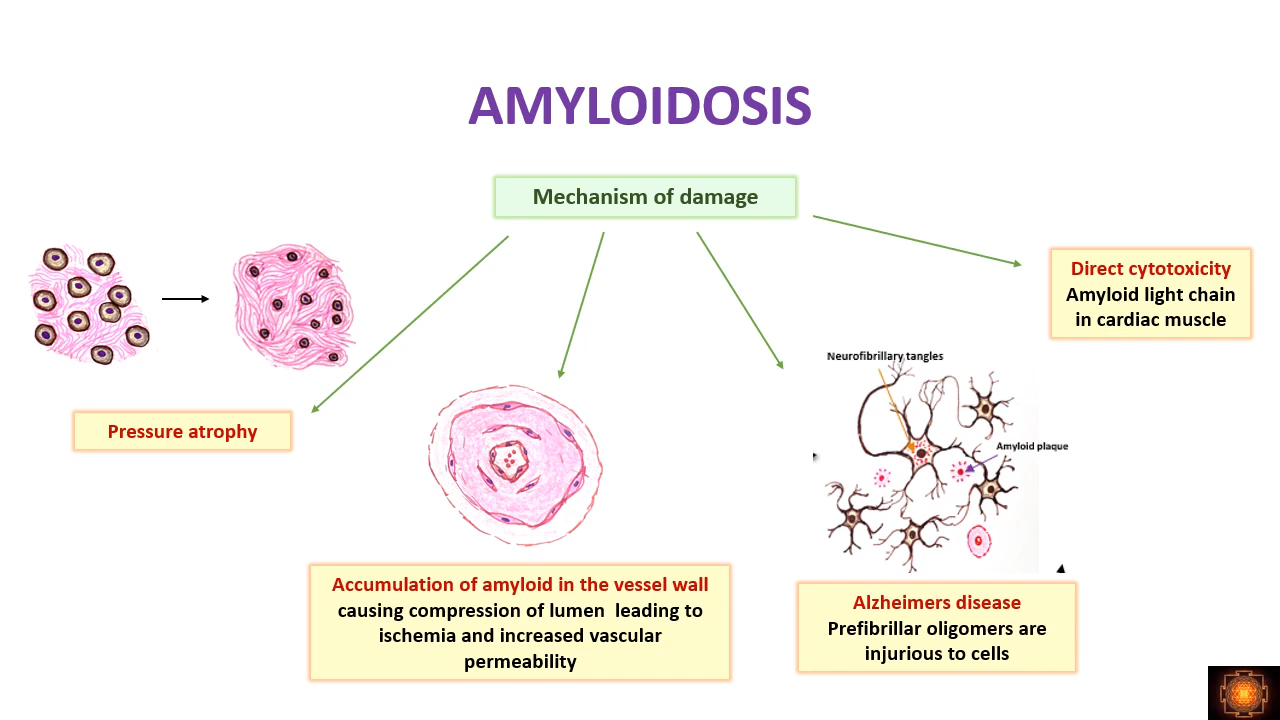 AMYLOIDOSIS
Mechanism of damage
Pressure atrophy
Accumulation of amyloid in the vessel wall
causing compression of lumen leading to
ischemia and increased vascular
permeability
Neurofibrillary tangles
Amyloid plaque
Alzheimers disease
Prefibrillar oligomers are
injurious to cells
Direct cytotoxicity
Amyloid light chain
in cardiac muscle